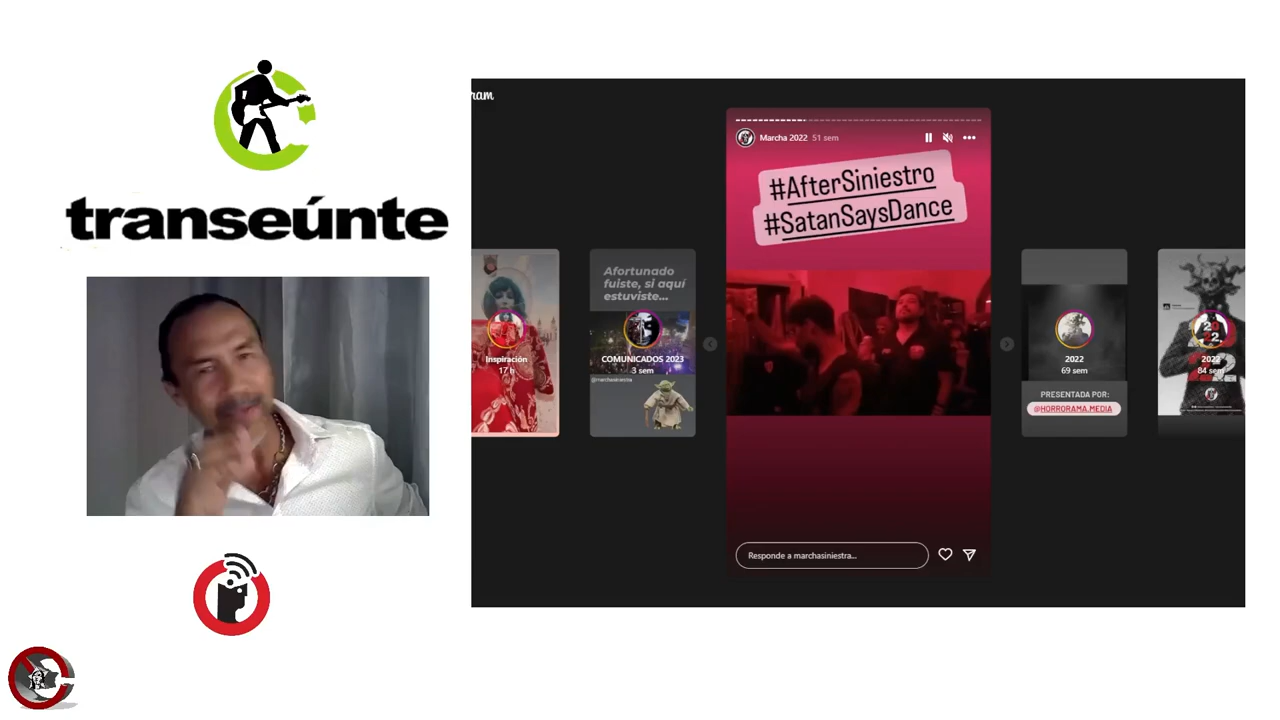 transeúnte
ram
Marcha 2022 51 sem
#AfterSiniestro
#SatanSaysDance
Inspiración
17 h
Afortunado
fuiste, si aquí
estuviste...
COMUNICADOS 2023
3 sem
@marchasiniestra
2022
69 sem
PRESENTADA POR:
@HORRORAMA.MEDIA
2022
84 sem
Responde a marchasiniestra...